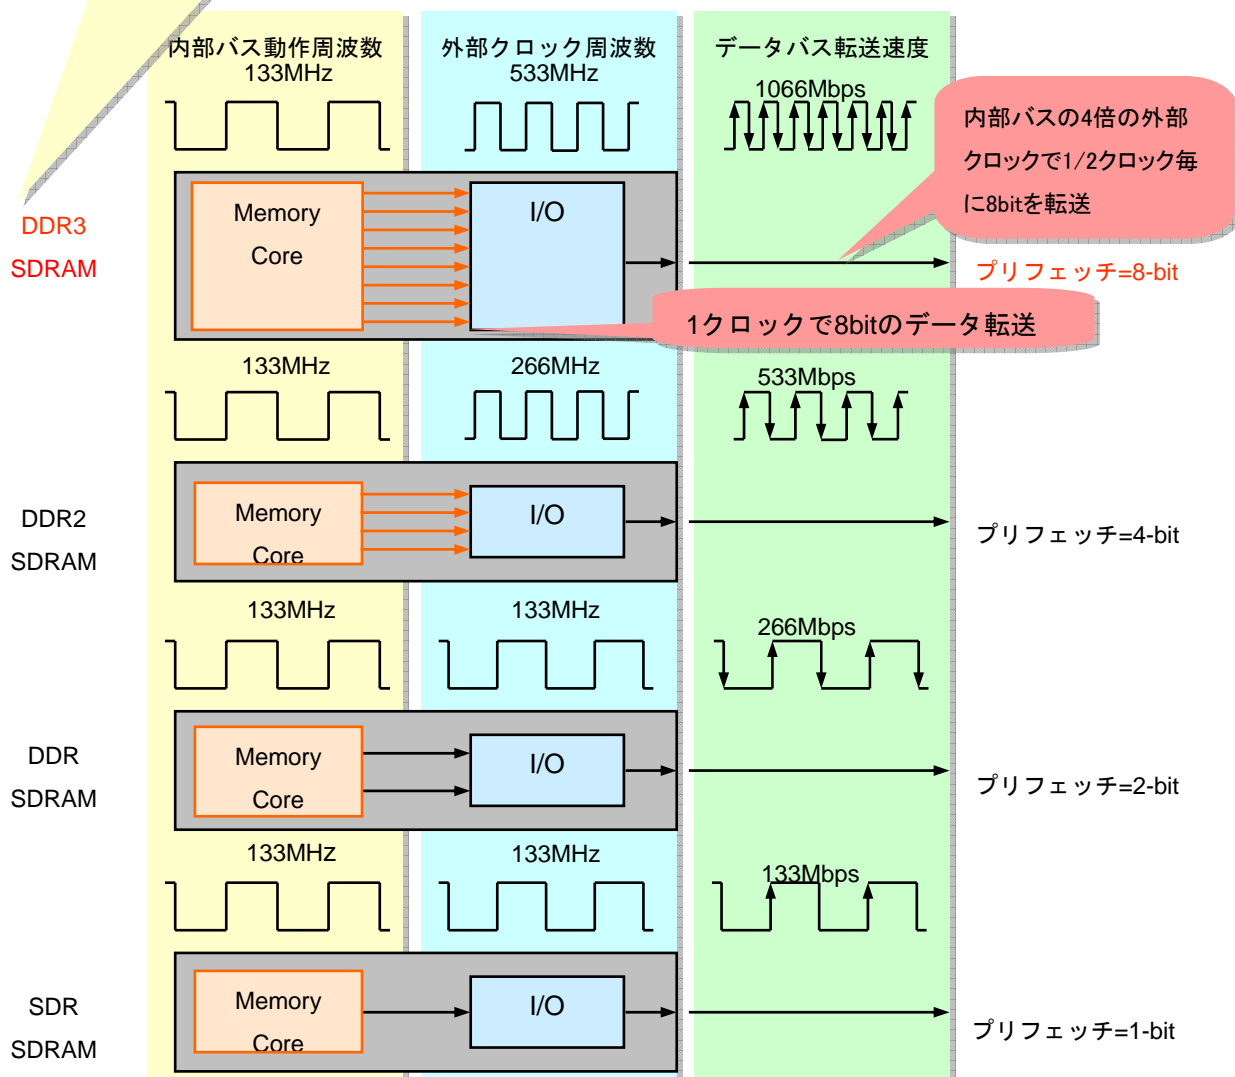 内部バス動作周波数
外部クロック周波数
データバス転送速度
133MHz
533MHz
1066Mbps
内部バスの4倍の外部
クロックで1/2クロック毎
に8bitを転送
DDR3
SDRAM
Memory
Core
I/O
プリフェッチ=8-bit
1クロックで8bitのデータ転送
133MHz
266MHz
533Mbps
DDR2
SDRAM
Memory
Core
I/O
プリフェッチ=4-bit
133MHz
133MHz
266Mbps
DDR
SDRAM
Memory
Core
I/O
プリフェッチ=2-bit
133MHz
133MHz
133Mbps
SDR
SDRAM
Memory
Core
I/O
プリフェッチ=1-bit